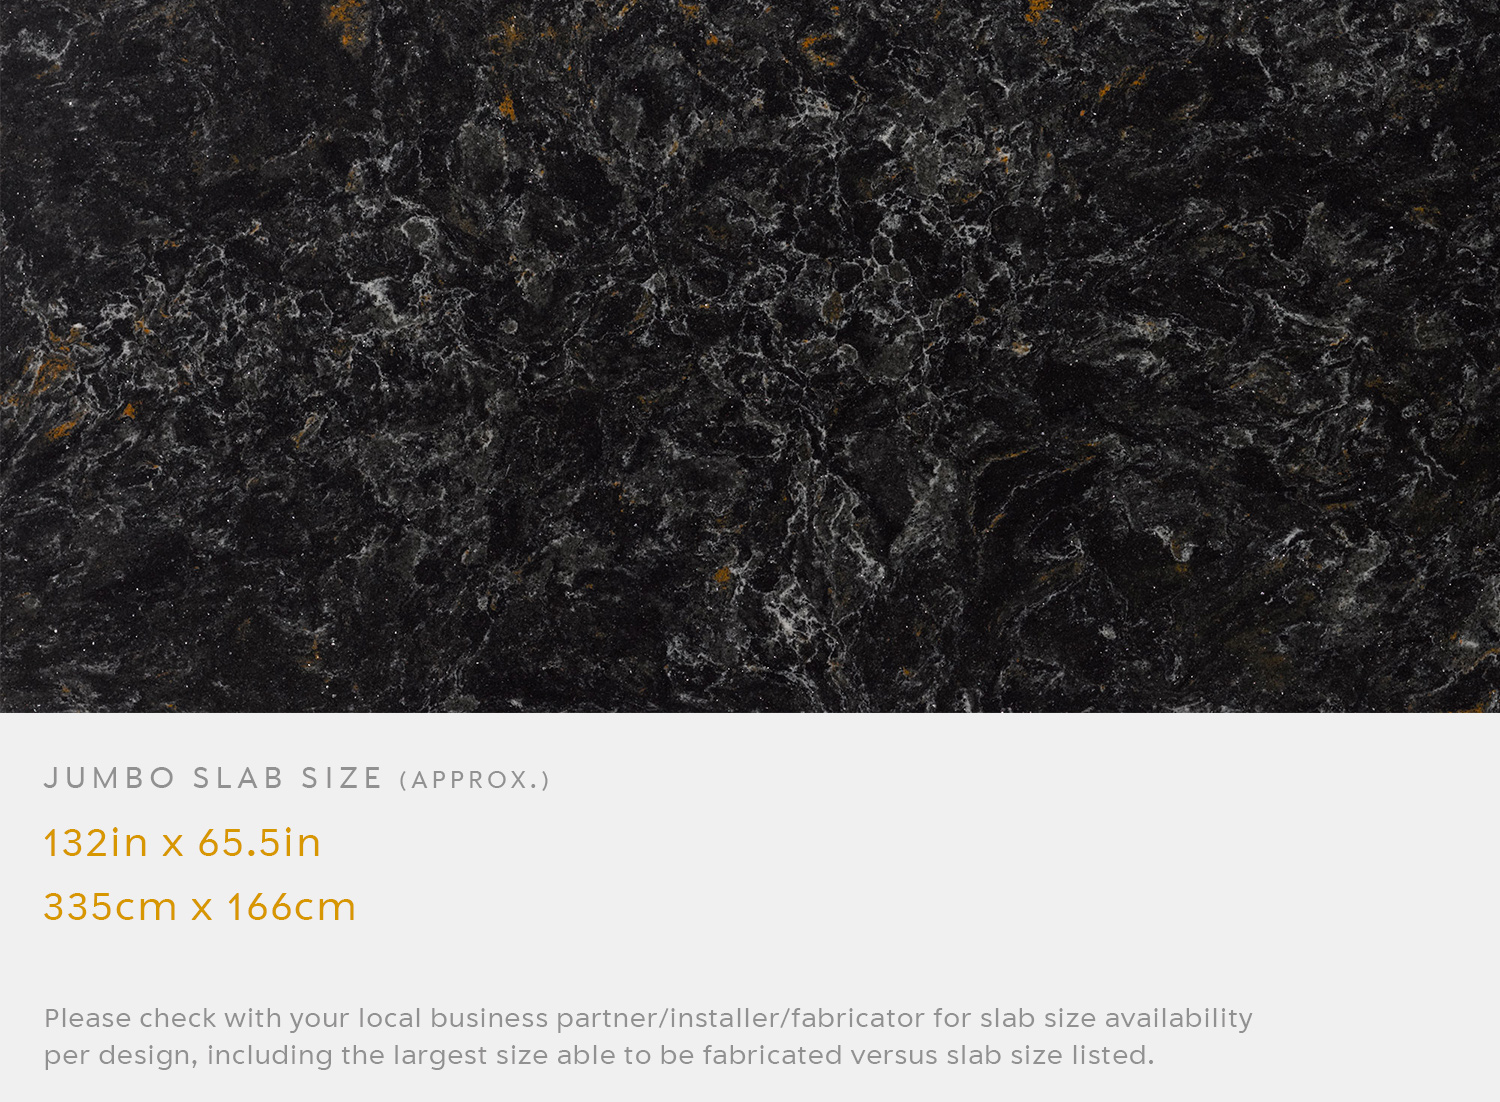 JUMBO SLAB SIZE (APPROX.)
132in x 65.5in
335cm x 166cm
Please check with your local business partner/installer/fabricator for slab size availability
per design, including the largest size able to be fabricated versus slab size listed.